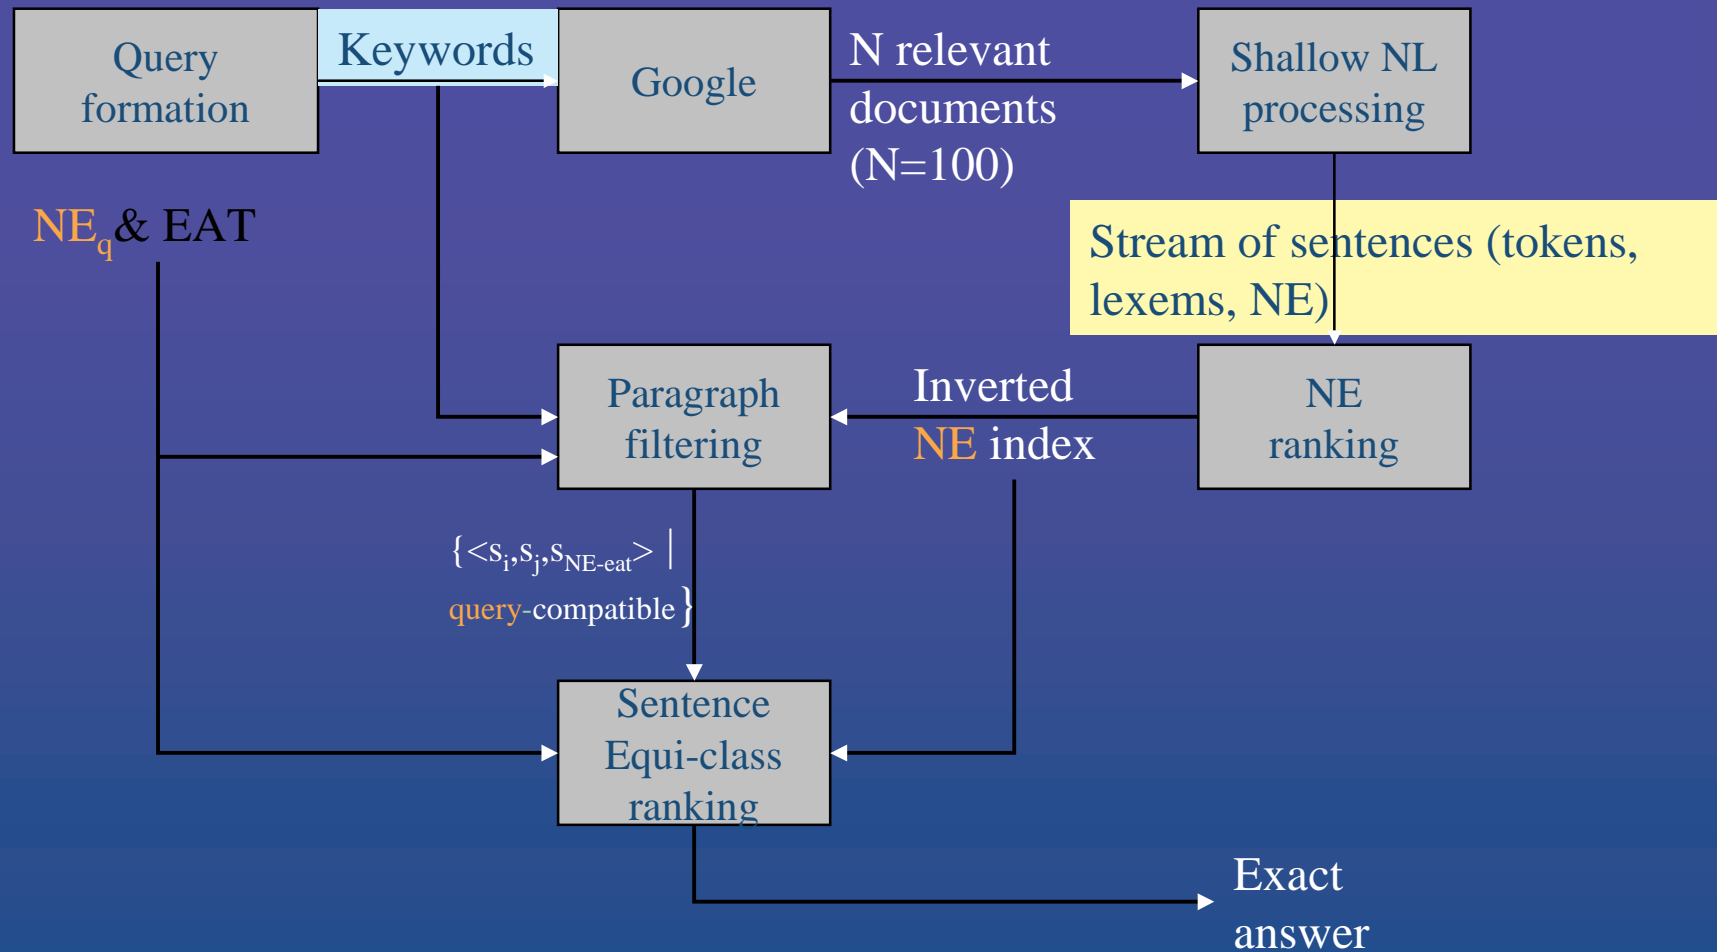 Query
formation
Keywords
Google
N relevant
documents
(N=100)
Shallow NL
processing
NEq& EAT
Stream of sentences (tokens,
lexems, NE)
Paragraph
filtering
Inverted
NE index
NE
ranking
{<si,sj,sNE-eat> |
query-compatible}
Sentence
Equi-class
ranking
Exact
answer